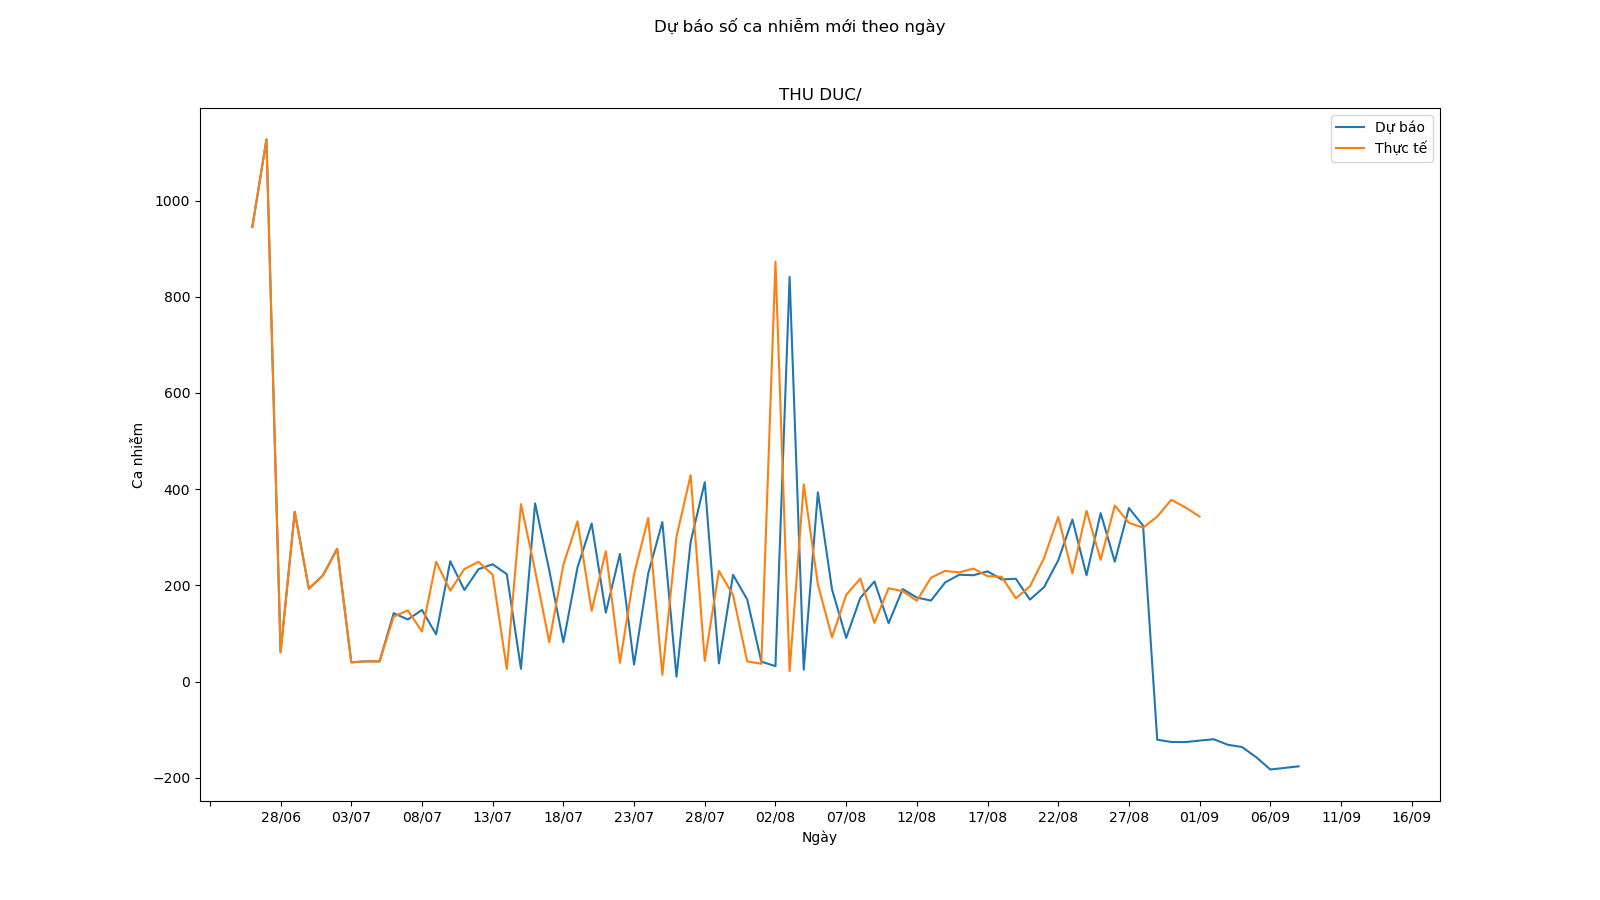 Dự báo số ca nhiễm mới theo ngày
THU DUC/
Dự báo
Thực tế
1000
800
600
400
200
0
−200
Ca nhiễm
28/06 03/07 08/07 13/07 18/07 23/07 28/07 02/08 07/08 12/08 17/08 22/08 27/08 01/09 06/09 11/09 16/09
Ngày